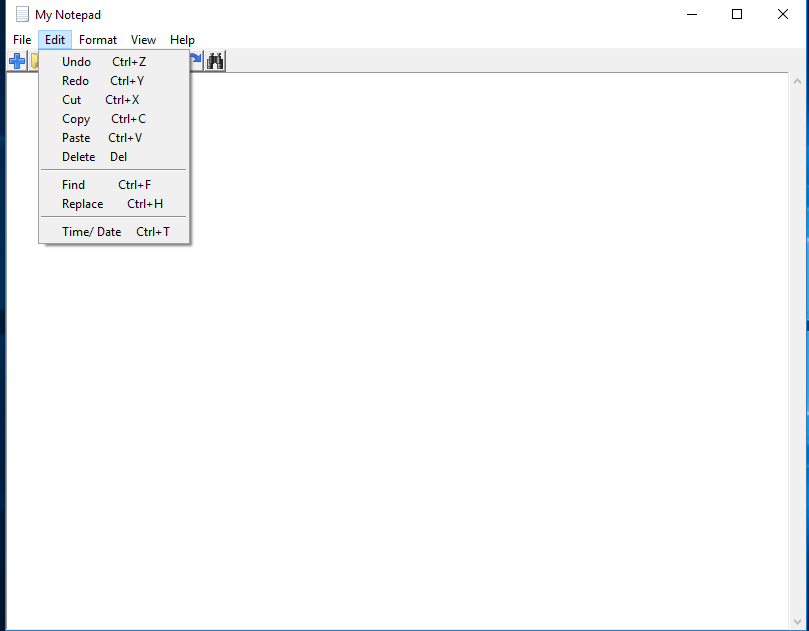 My Notepad
File Edit Format View Help
Undo Ctrl+Z
Redo Ctrl+Y
Cut Ctrl+X
Copy Ctrl+C
Paste Ctrl+V
Delete Del
Find Ctrl+F
Replace Ctrl+H
Time/ Date Ctrl+T